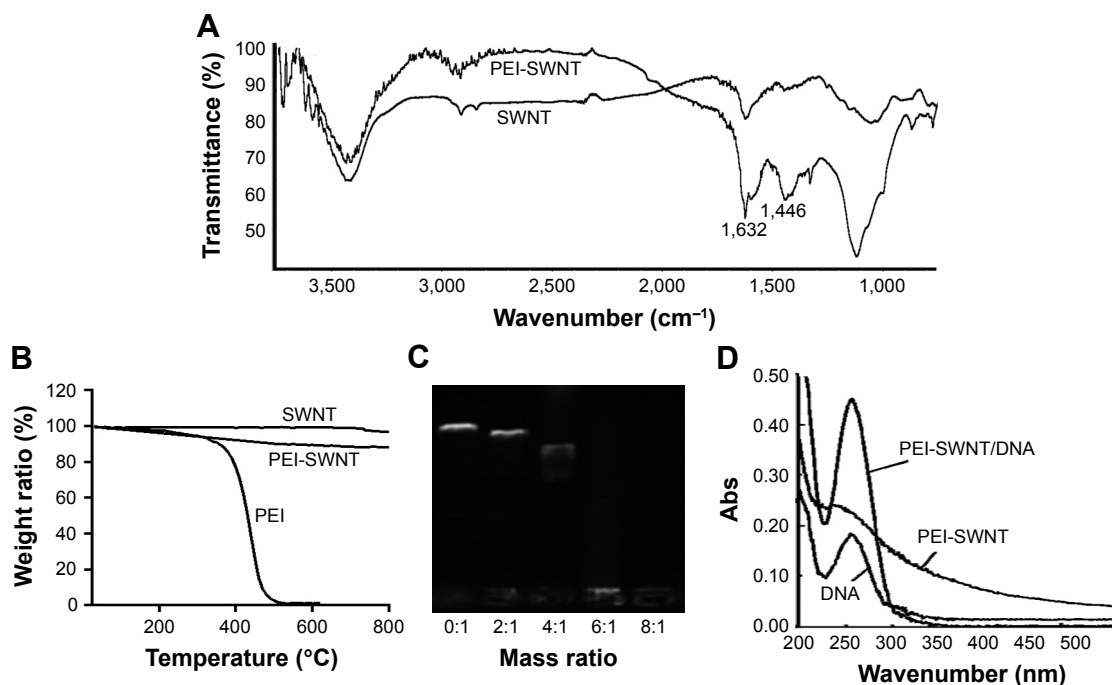 A
Transmittance (%)
100
90
80
70
60
50
PEI-SWNT
SWNT
1,632
1,446
3,500 3,000 2,500 2,000 1,500 1,000
Wavenumber (cm⁻¹)
B
Weight ratio (%)
120
100
80
60
40
20
0
SWNT
PEI-SWNT
PEI
200 400 600 800
Temperature (°C)
C
0:1 2:1 4:1 6:1 8:1
Mass ratio
D
Abs
0.50
0.40
0.30
0.20
0.10
0.00
PEI-SWNT/DNA
PEI-SWNT
DNA
200 250 300 350 400 450 500
Wavenumber (nm)